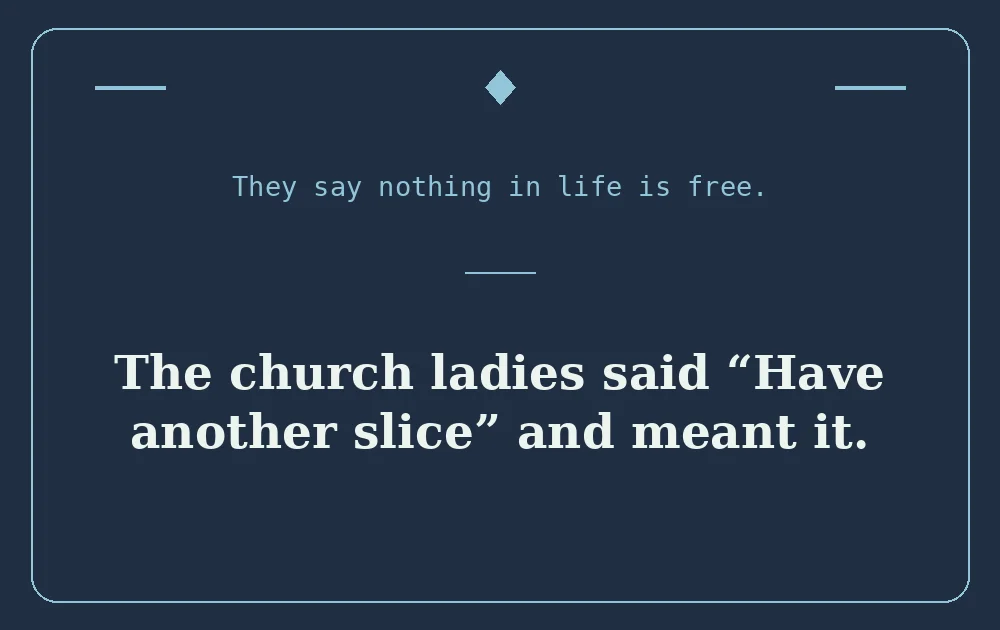 They say nothing in life is free.
The church ladies said “Have
another slice” and meant it.